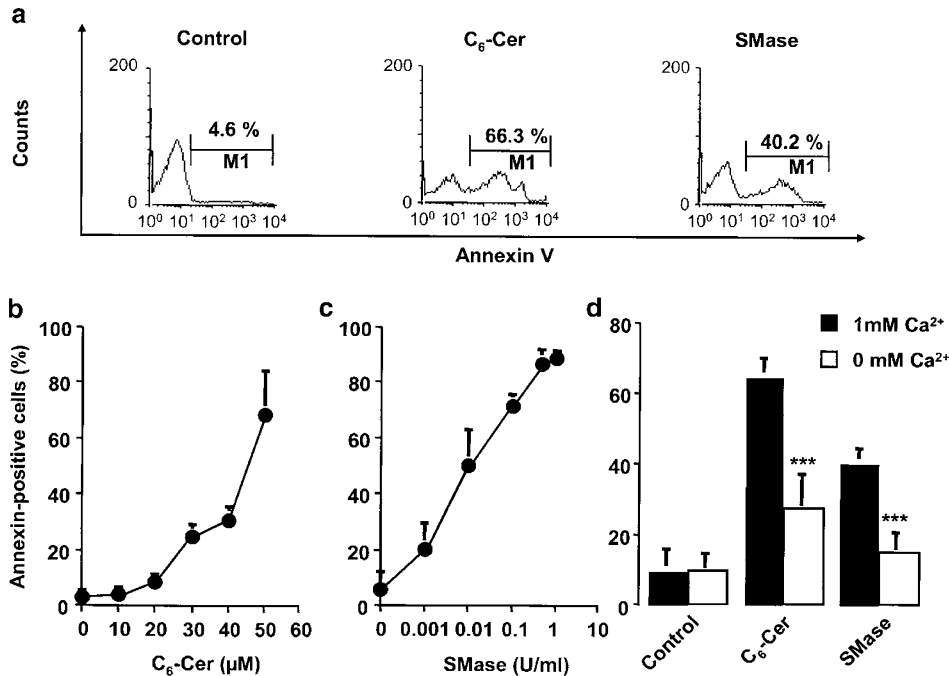 a
Control
C₆-Cer
SMase
Counts
200
0
4.6 %
M1
10⁰ 10¹ 10² 10³ 10⁴
200
0
66.3 %
M1
10⁰ 10¹ 10² 10³ 10⁴
200
0
40.2 %
M1
10⁰ 10¹ 10² 10³ 10⁴
Annexin V
b
Annexin-positive cells (%)
100
80
60
40
20
0
0 10 20 30 40 50 60
C₆-Cer (µM)
c
100
80
60
40
20
0
0 0.001 0.01 0.1 1 10
SMase (U/ml)
d
80
60
40
20
0
1mM Ca²⁺
0 mM Ca²⁺
***
***
Control
C₆-Cer
SMase